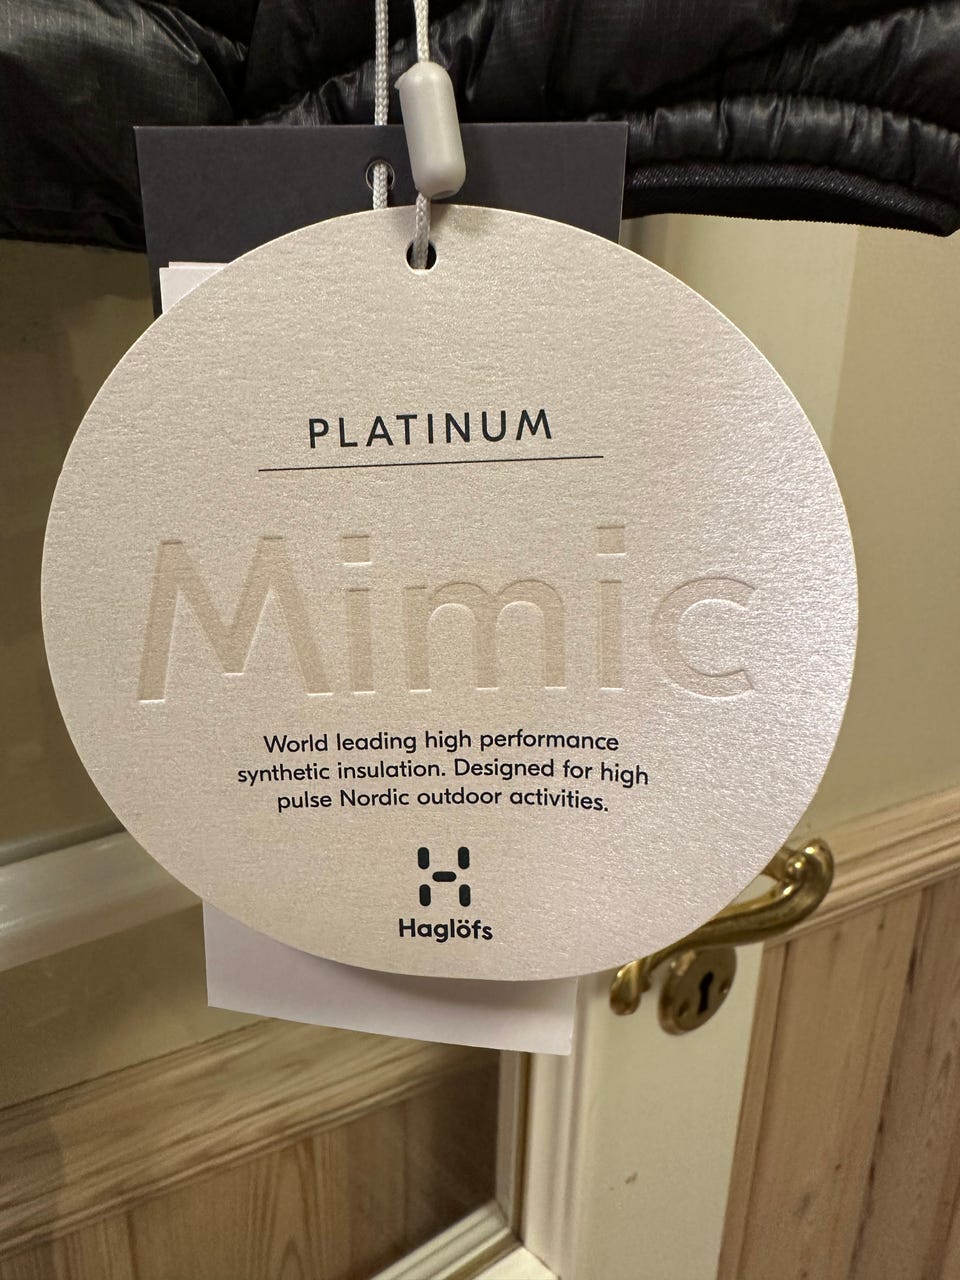 PLATINUM
Mimic
World leading high performance
synthetic insulation. Designed for high
pulse Nordic outdoor activities.
Haglöfs